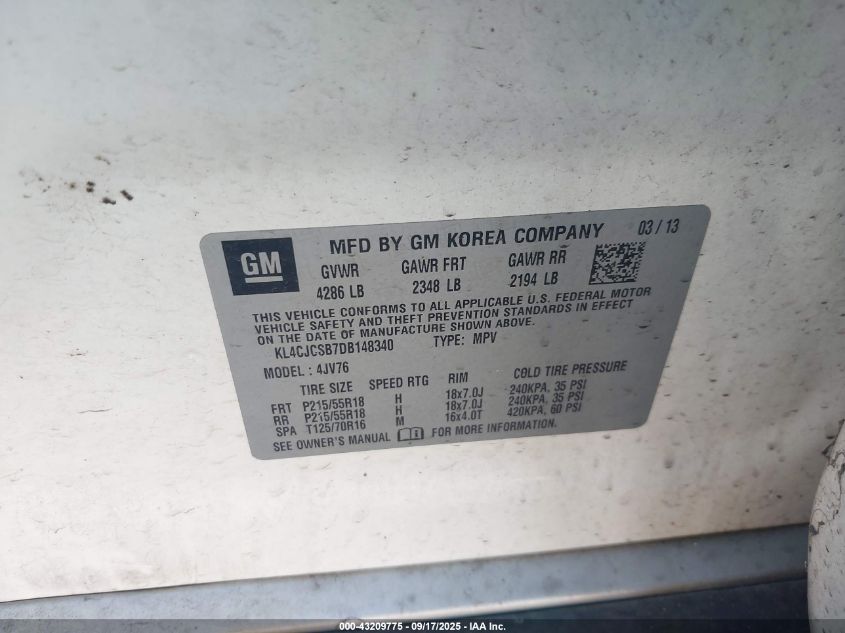 GM
MFD BY GM KOREA COMPANY 03 / 13
GVWR GAWR FRT GAWR RR
4286 LB 2348 LB 2194 LB
THIS VEHICLE CONFORMS TO ALL APPLICABLE U.S. FEDERAL MOTOR
VEHICLE SAFETY AND THEFT PREVENTION STANDARDS IN EFFECT
ON THE DATE OF MANUFACTURE SHOWN ABOVE.
KL4CJCSB7DB148340 TYPE: MPV
MODEL : 4JV76
TIRE SIZE SPEED RTG RIM COLD TIRE PRESSURE
FRT P215/55R18 H 18x7.0J 240KPA, 35 PSI
RR P215/55R18 H 18x7.0J 240KPA, 35 PSI
SPA T125/70R16 M 16x4.0T 420KPA, 60 PSI
SEE OWNER'S MANUAL FOR MORE INFORMATION.
000-43209775 - 09/17/2025 - IAA Inc.